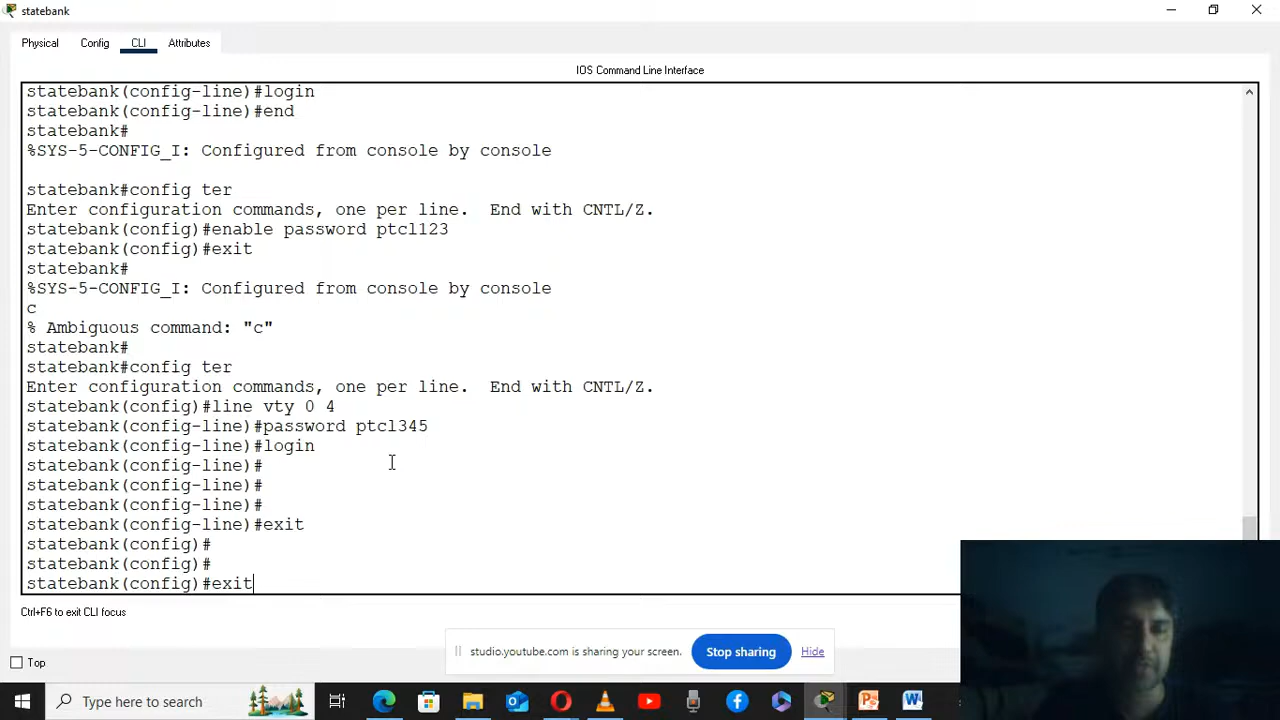 statebank
Physical
Config
CLI
Attributes
IOS Command Line Interface
statebank(config-line)#login
statebank(config-line)#end
statebank#
%SYS-5-CONFIG_I: Configured from console by console
statebank#config ter
Enter configuration commands, one per line.  End with CNTL/Z.
statebank(config)#enable password ptcl123
statebank(config)#exit
statebank#
%SYS-5-CONFIG_I: Configured from console by console
c
% Ambiguous command: "c"
statebank#
statebank#config ter
Enter configuration commands, one per line.  End with CNTL/Z.
statebank(config)#line vty 0 4
statebank(config-line)#password ptcl345
statebank(config-line)#login
statebank(config-line)#
statebank(config-line)#
statebank(config-line)#
statebank(config-line)#exit
statebank(config)#
statebank(config)#
statebank(config)#exit
Ctrl+F6 to exit CLI focus
studio.youtube.com is sharing your screen.
Stop sharing
Hide
Top
Type here to search